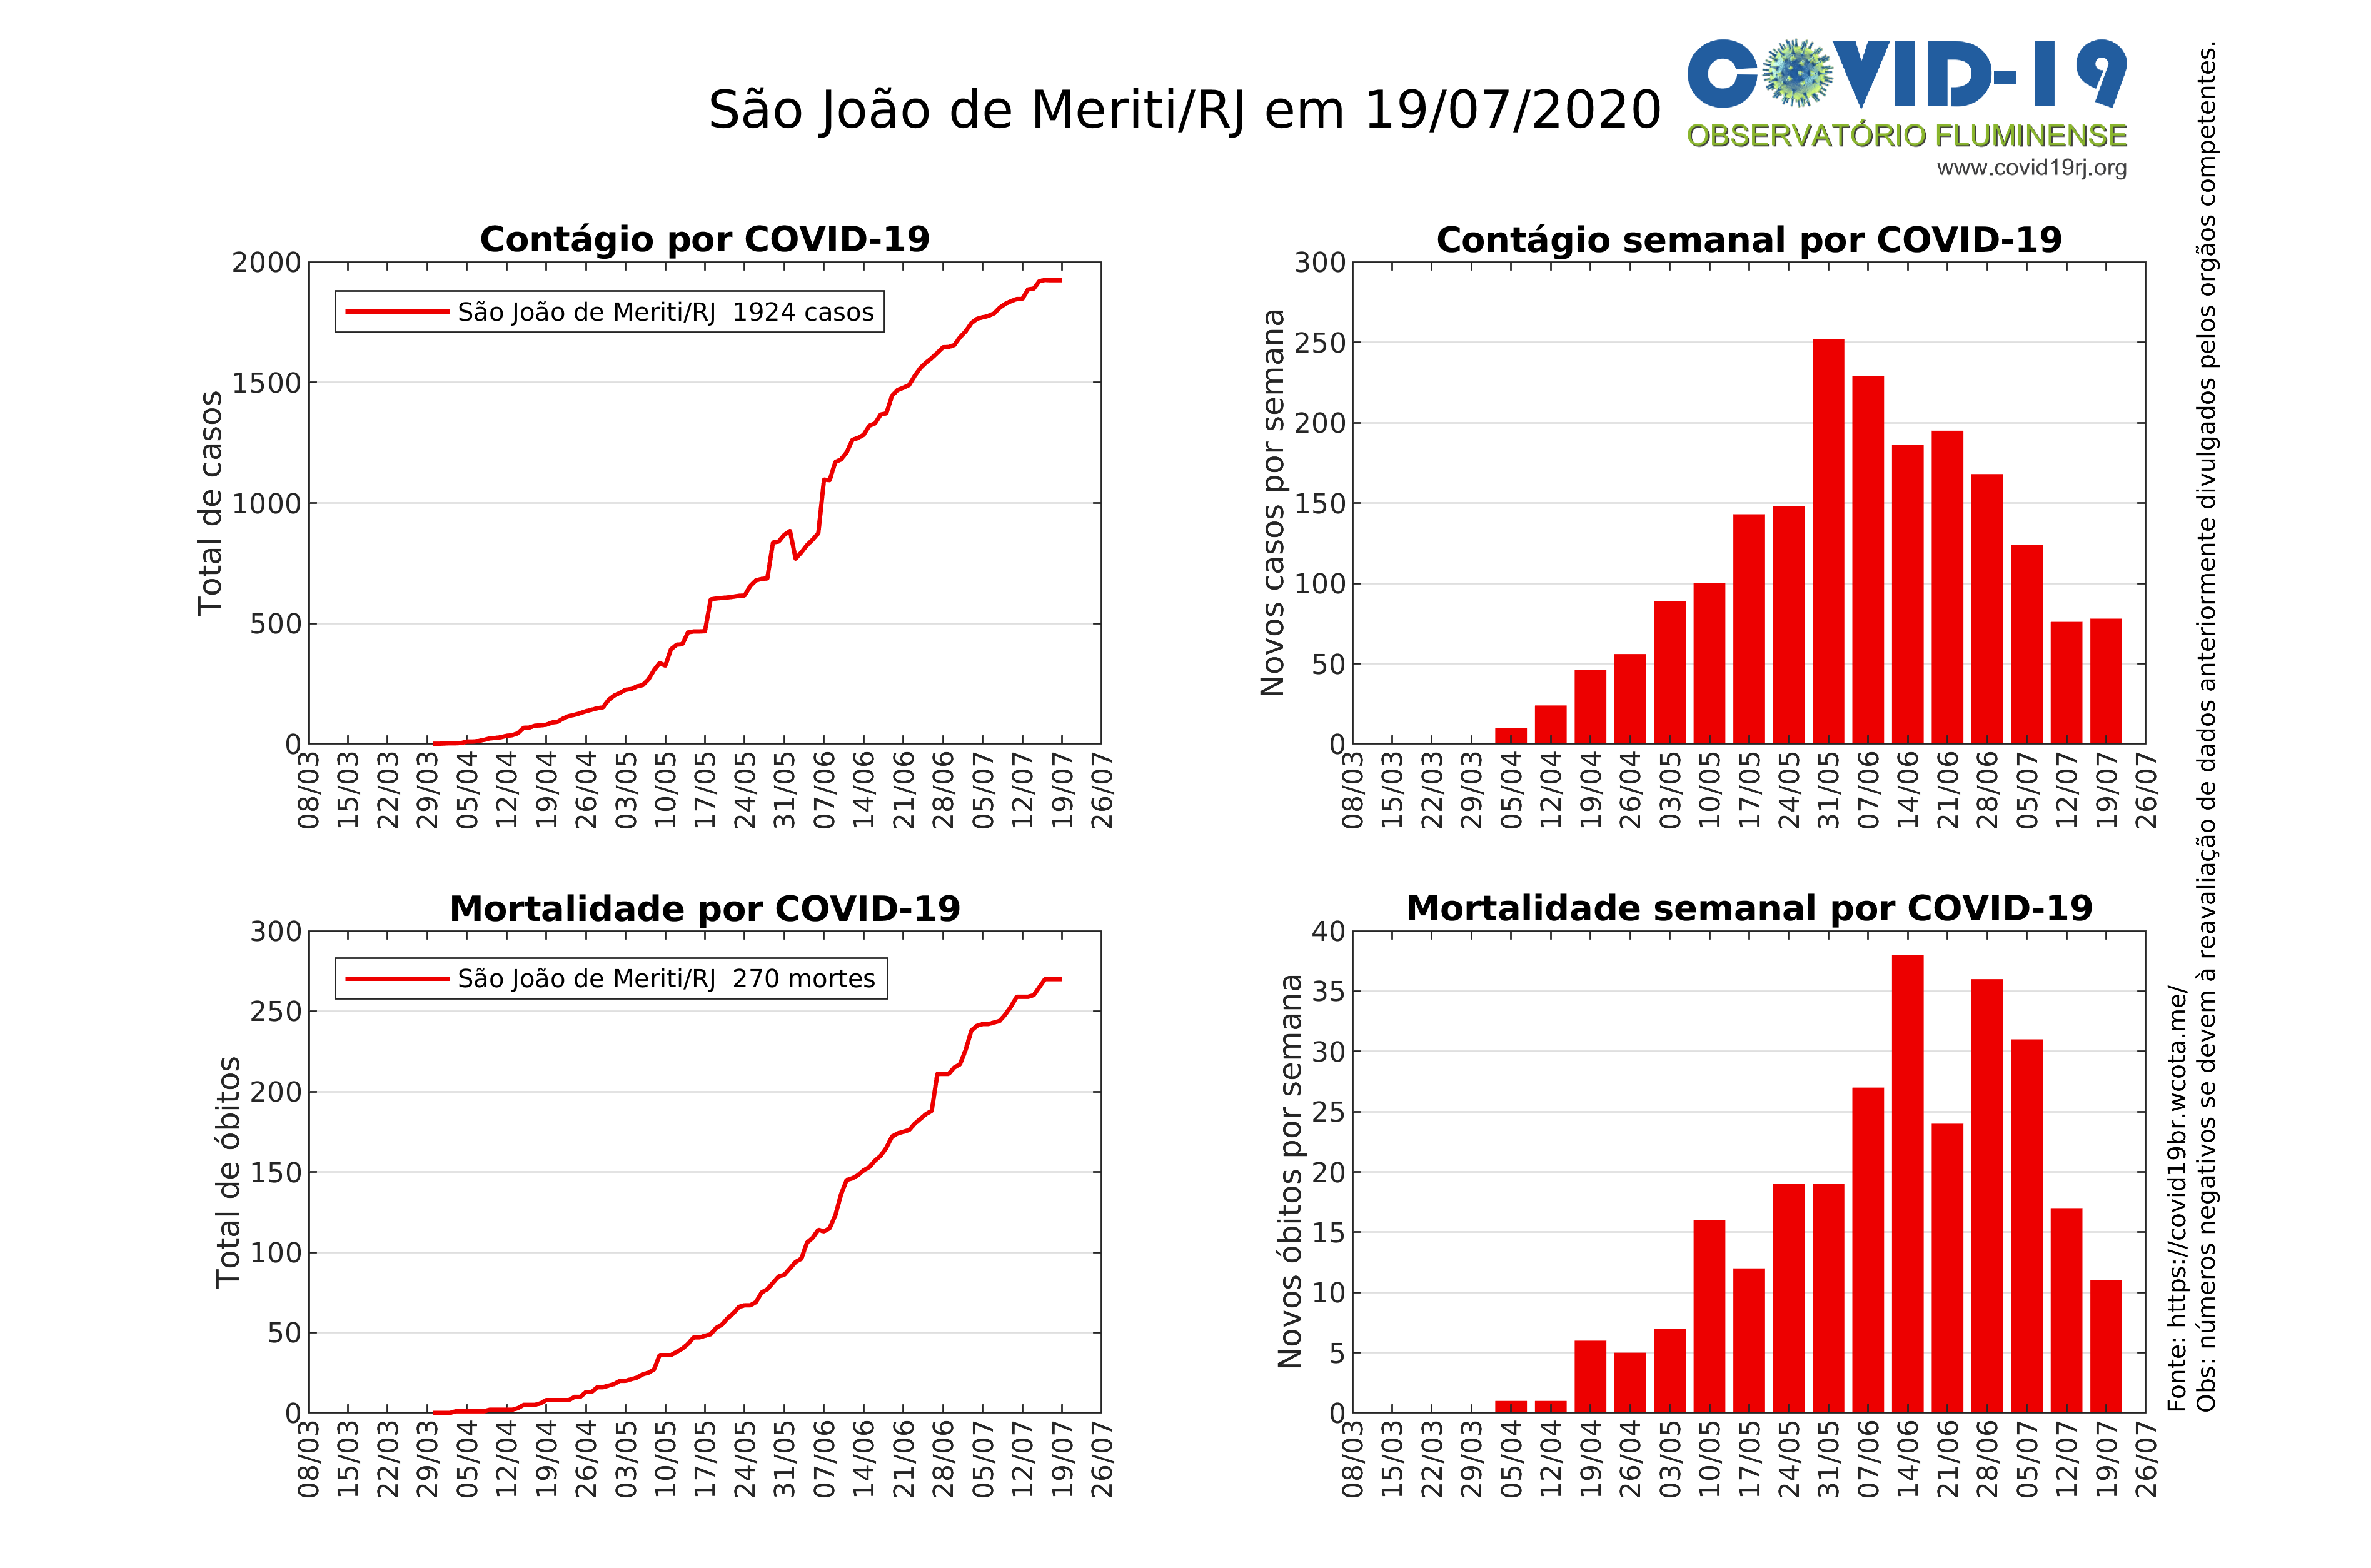 São João de Meriti/RJ em 19/07/2020
COVID-19
OBSERVATÓRIO FLUMINENSE
www.covid19rj.org
Contágio por COVID-19
Total de casos
2000
1500
1000
500
0
São João de Meriti/RJ 1924 casos
08/03 15/03 22/03 29/03 05/04 12/04 19/04 26/04 03/05 10/05 17/05 24/05 31/05 07/06 14/06 21/06 28/06 05/07 12/07 19/07 26/07
Contágio semanal por COVID-19
Novos casos por semana
300
250
200
150
100
50
0
08/03 15/03 22/03 29/03 05/04 12/04 19/04 26/04 03/05 10/05 17/05 24/05 31/05 07/06 14/06 21/06 28/06 05/07 12/07 19/07 26/07
Mortalidade por COVID-19
Total de óbitos
300
250
200
150
100
50
0
São João de Meriti/RJ 270 mortes
08/03 15/03 22/03 29/03 05/04 12/04 19/04 26/04 03/05 10/05 17/05 24/05 31/05 07/06 14/06 21/06 28/06 05/07 12/07 19/07 26/07
Mortalidade semanal por COVID-19
Novos óbitos por semana
40
35
30
25
20
15
10
5
0
08/03 15/03 22/03 29/03 05/04 12/04 19/04 26/04 03/05 10/05 17/05 24/05 31/05 07/06 14/06 21/06 28/06 05/07 12/07 19/07 26/07
Fonte: https://covid19br.wcota.me/
Obs: números negativos se devem à reavaliação de dados anteriormente divulgados pelos orgãos competentes.